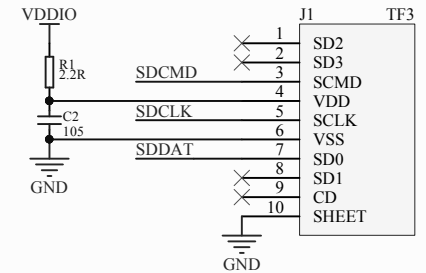 VDDIO
J1 TF3
R1
2.2R
C2
105
GND
1 SD2
2 SD3
SDCMD 3 SCMD
4 VDD
SDCLK 5 SCLK
6 VSS
SDDAT 7 SD0
8 SD1
9 CD
10 SHEET
GND